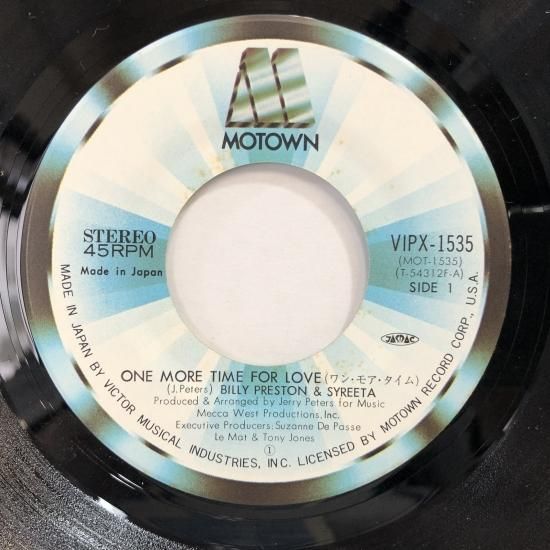 MOTOWN
STEREO
45RPM
Made in Japan
VIPX-1535
(MOT-1535)
(T-54312F-A)
SIDE 1
JASRAC
ONE MORE TIME FOR LOVE (ワン・モア・タイム)
(J.Peters) BILLY PRESTON & SYREETA
Produced & Arranged by Jerry Peters for Music
Mecca West Productions, Inc.
Executive Producers: Suzanne De Passe
Le Mat & Tony Jones
①
MADE IN JAPAN BY VICTOR MUSICAL INDUSTRIES, INC. LICENSED BY MOTOWN RECORD CORP., U.S.A.